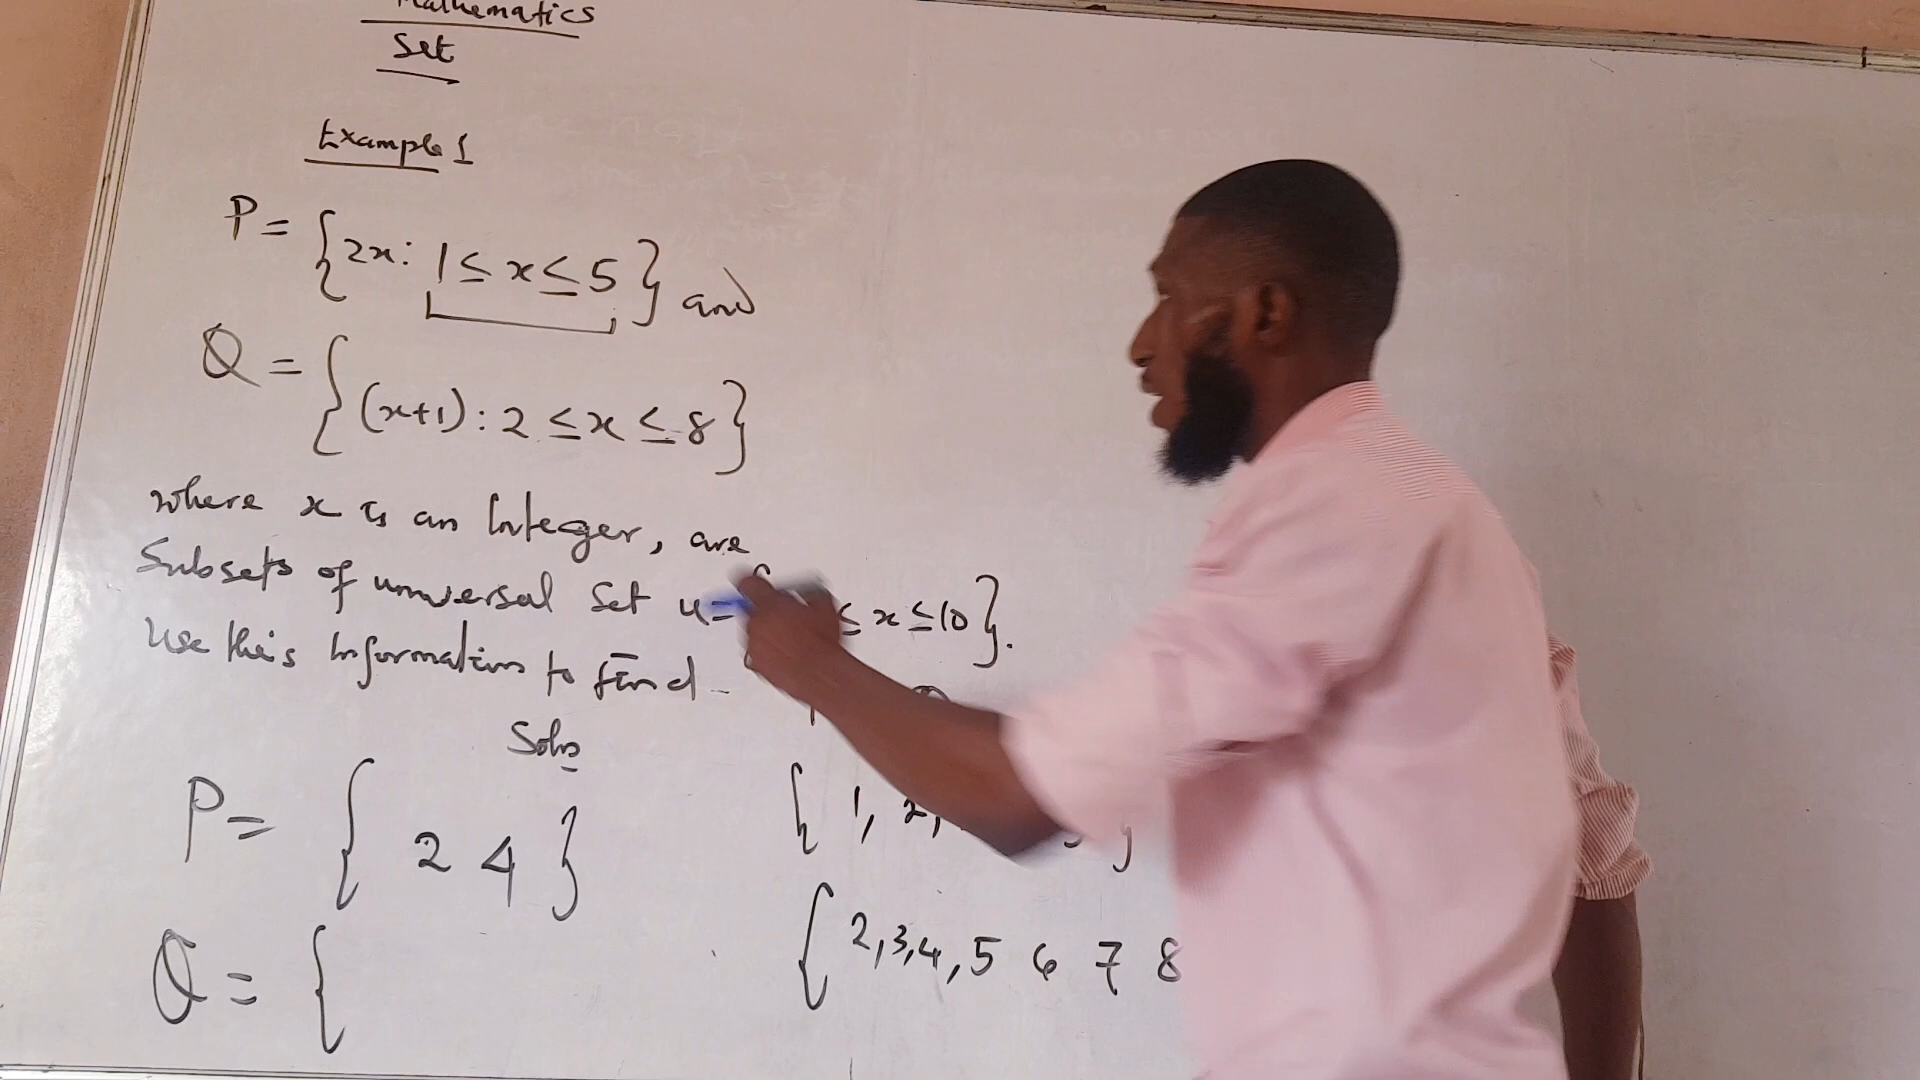 Mathematics
Set
Example 1
P = {2x: 1 ≤ x ≤ 5} and
Q = {(x+1): 2 ≤ x ≤ 8}
where x is an Integer, are
Subsets of universal Set u= ≤ x ≤ 10}.
Use this Information to find
Soln
P = { 2 4 }
{ 1, 2, }
Q = {
{ 2, 3, 4, 5 6 7 8